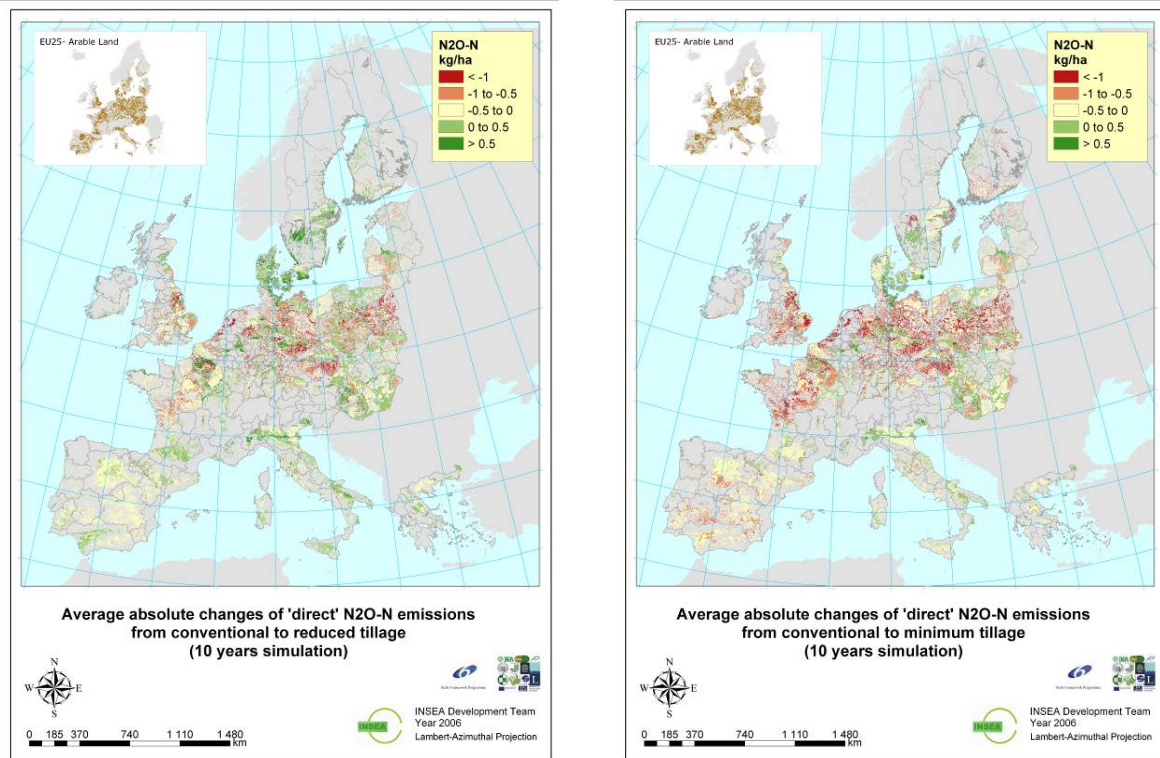 EU25- Arable Land
N2O-N
kg/ha
< -1
-1 to -0.5
-0.5 to 0
0 to 0.5
> 0.5
Average absolute changes of 'direct' N2O-N emissions
from conventional to reduced tillage
(10 years simulation)
N
W E
S
0 185 370 740 1 110 1 480
km
INSEA
INSEA Development Team
Year 2006
Lambert-Azimuthal Projection
EU25- Arable Land
N2O-N
kg/ha
< -1
-1 to -0.5
-0.5 to 0
0 to 0.5
> 0.5
Average absolute changes of 'direct' N2O-N emissions
from conventional to minimum tillage
(10 years simulation)
N
W E
S
0 185 370 740 1 110 1 480
km
INSEA
INSEA Development Team
Year 2006
Lambert-Azimuthal Projection